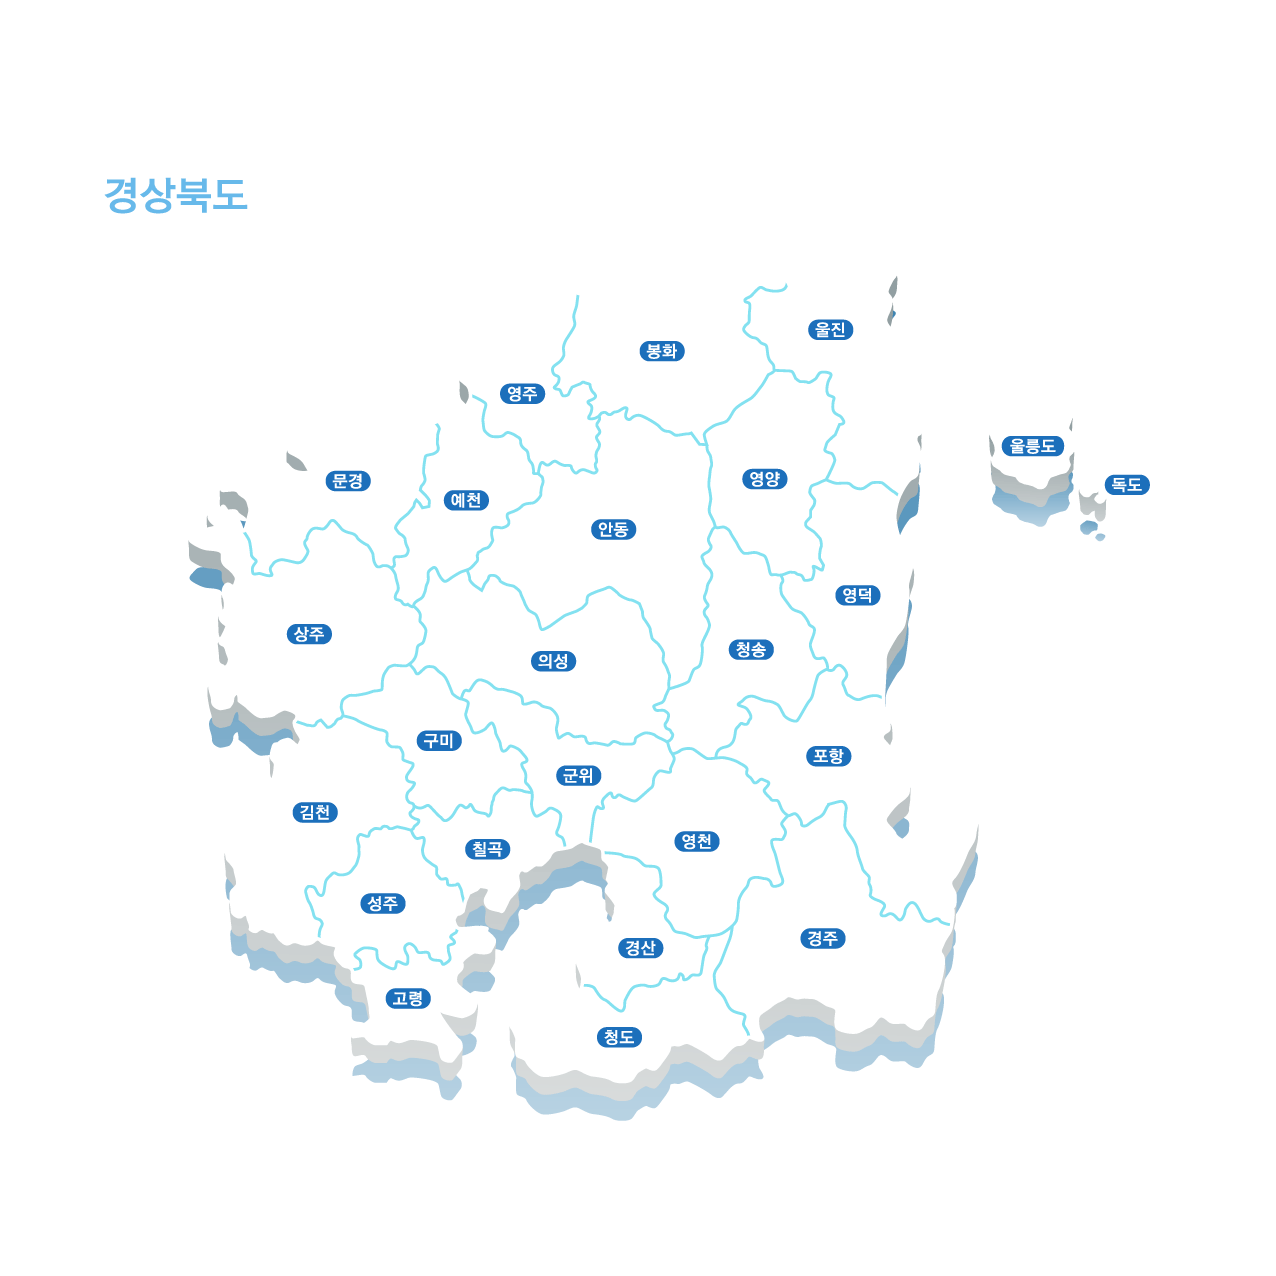 경상북도
울진
봉화
영주
울릉도
문경
영양
독도
예천
안동
영덕
상주
청송
의성
구미
포항
군위
김천
영천
칠곡
성주
경주
경산
고령
청도